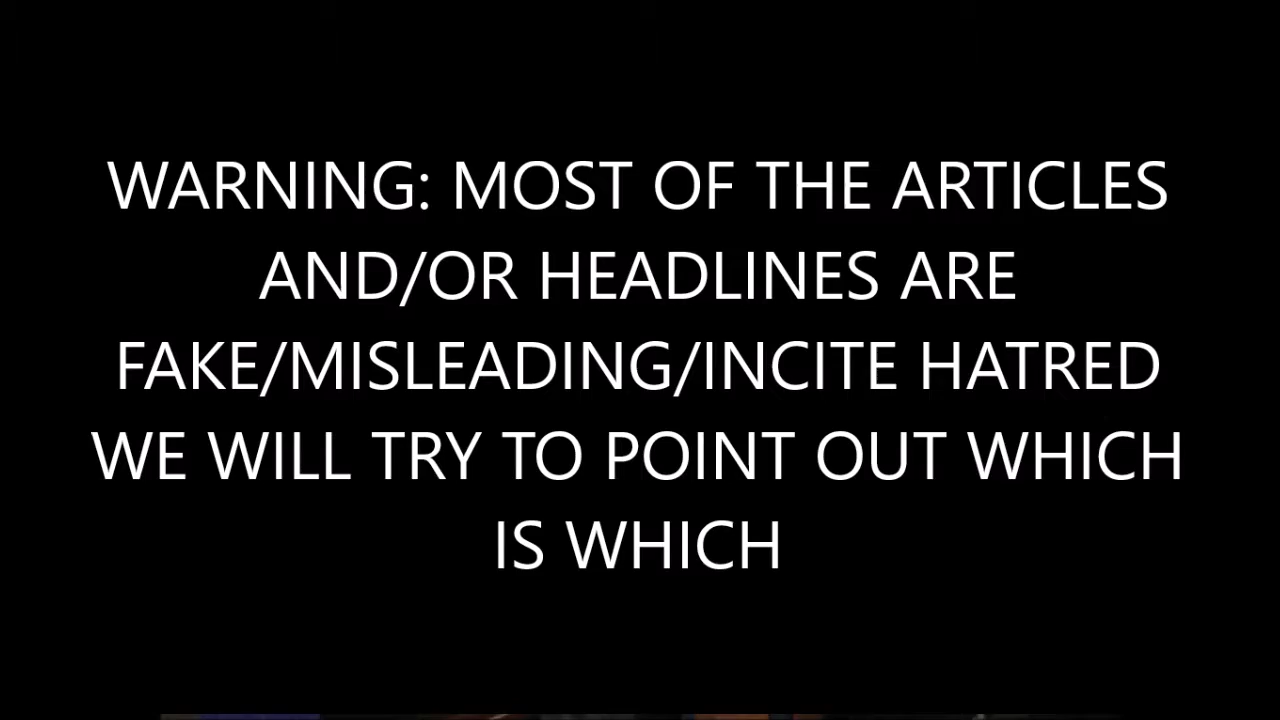 WARNING: MOST OF THE ARTICLES
AND/OR HEADLINES ARE
FAKE/MISLEADING/INCITE HATRED
WE WILL TRY TO POINT OUT WHICH
IS WHICH